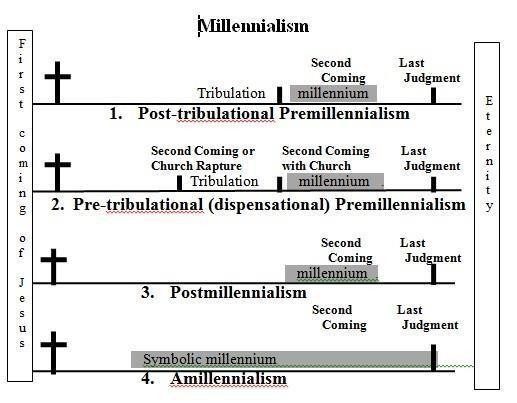 Millennialism
First coming of Jesus
Second Last
Coming Judgment
Tribulation millennium
1. Post-tribulational Premillennialism
Second Coming or Second Coming Last
Church Rapture with Church Judgment
Tribulation millennium
2. Pre-tribulational (dispensational) Premillennialism
Second Last
Coming Judgment
millennium
3. Postmillennialism
Second Last
Coming Judgment
Symbolic millennium
4. Amillennialism
Eternity